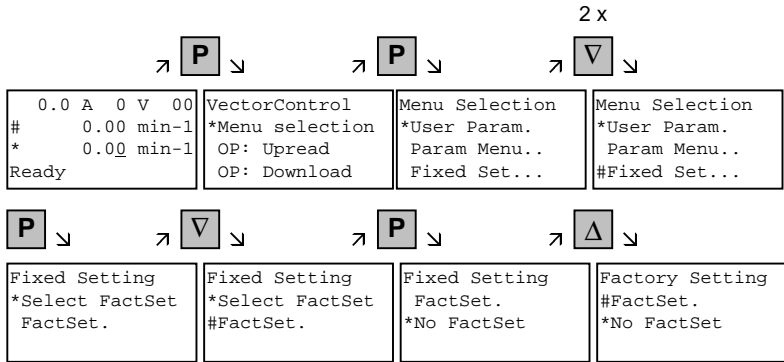 2 x
P P ∇
0.0 A 0 V 00
# 0.00 min-1
* 0.00 min-1
Ready
VectorControl
*Menu selection
OP: Upread
OP: Download
Menu Selection
*User Param.
Param Menu..
Fixed Set...
Menu Selection
*User Param.
Param Menu..
#Fixed Set...
P ∇ P Δ
Fixed Setting
*Select FactSet
FactSet.
Fixed Setting
*Select FactSet
#FactSet.
Fixed Setting
FactSet.
*No FactSet
Factory Setting
#FactSet.
*No FactSet